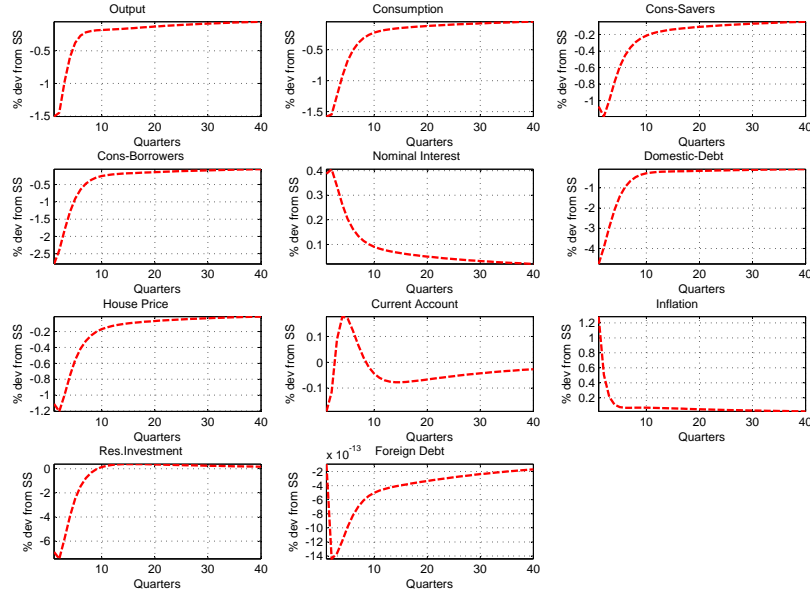 Output
% dev from SS
-0.5
-1
-1.5
10 20 30 40
Quarters
Consumption
% dev from SS
-0.5
-1
-1.5
10 20 30 40
Quarters
Cons-Savers
% dev from SS
-0.2
-0.4
-0.6
-0.8
-1
10 20 30 40
Quarters
Cons-Borrowers
% dev from SS
-0.5
-1
-1.5
-2
-2.5
10 20 30 40
Quarters
Nominal Interest
% dev from SS
0.4
0.3
0.2
0.1
10 20 30 40
Quarters
Domestic-Debt
% dev from SS
-1
-2
-3
-4
10 20 30 40
Quarters
House Price
% dev from SS
-0.2
-0.4
-0.6
-0.8
-1
-1.2
10 20 30 40
Quarters
Current Account
% dev from SS
0.1
0
-0.1
10 20 30 40
Quarters
Inflation
% dev from SS
1.2
1
0.8
0.6
0.4
0.2
10 20 30 40
Quarters
Res.Investment
% dev from SS
0
-2
-4
-6
10 20 30 40
Quarters
x 10^-13
Foreign Debt
% dev from SS
-2
-4
-6
-8
-10
-12
-14
10 20 30 40
Quarters